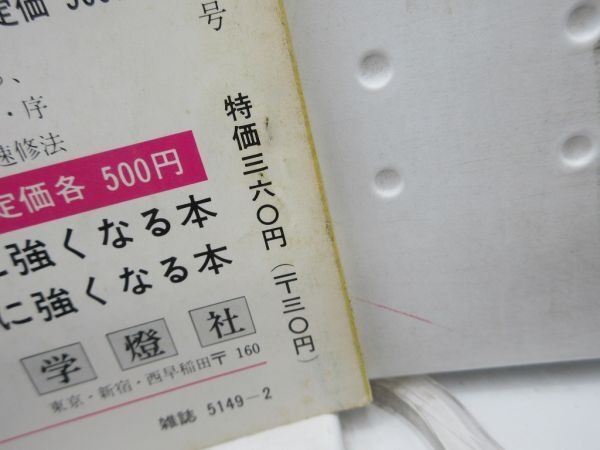 定価 500
号
・序
速修法
定価各 500円
強くなる本
に強くなる本
学燈社
東京・新宿・西早稲田〒160
雑誌 5149-2
特価三六〇円(〒三〇円)